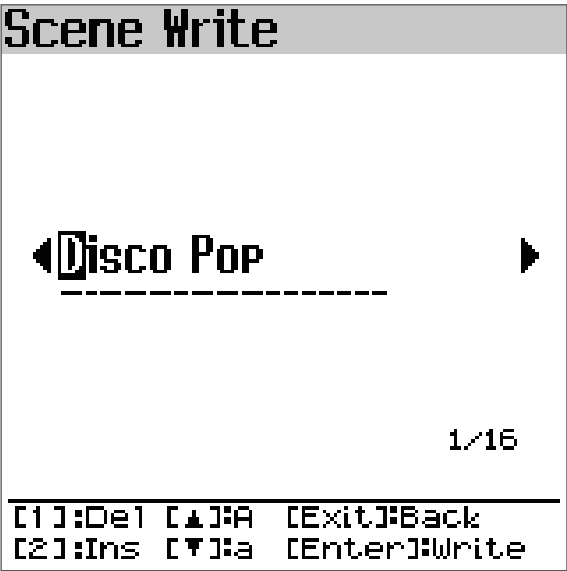 Scene Write
◀Disco Pop ▶
1/16
[1]:Del [▲]:A [Exit]:Back
[2]:Ins [▼]:a [Enter]:Write